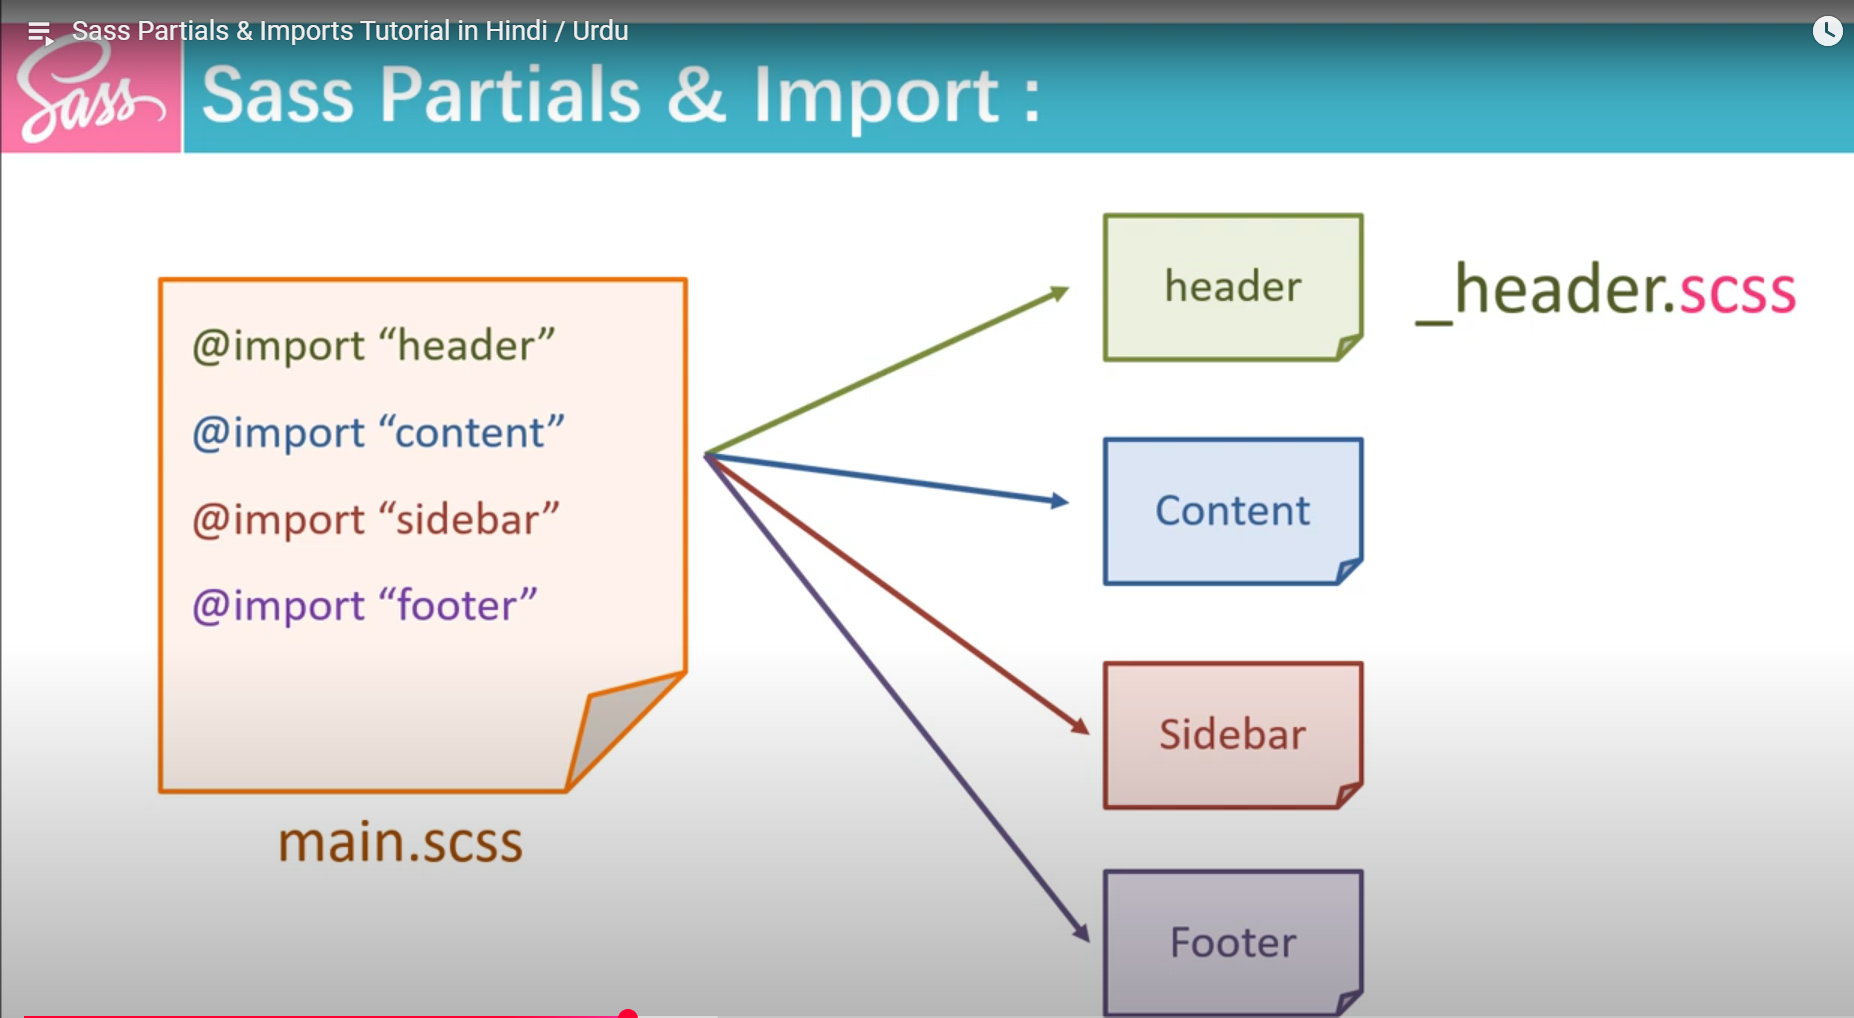 Sass Partials & Imports Tutorial in Hindi / Urdu
Sass
Sass Partials & Import :
@import “header”
@import “content”
@import “sidebar”
@import “footer”
main.scss
header
_header.scss
Content
Sidebar
Footer